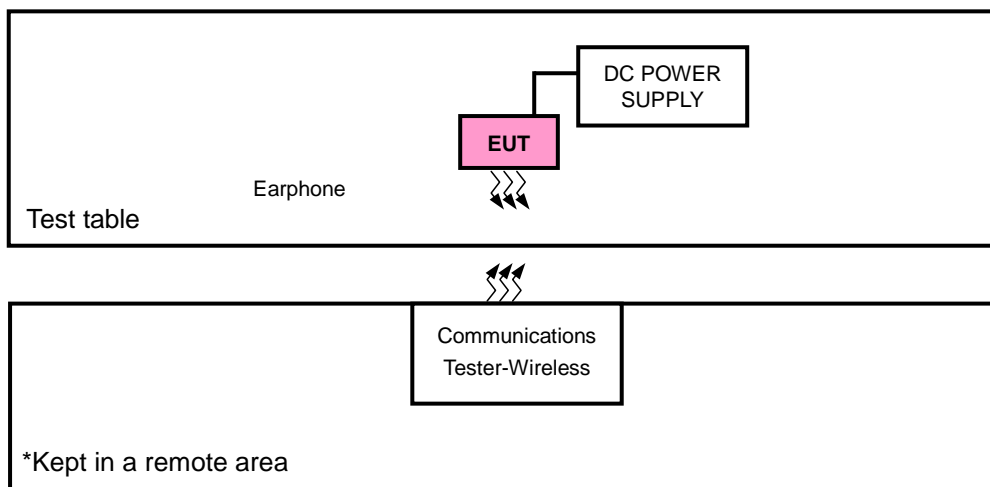 DC POWER
SUPPLY
EUT
Earphone
Test table
Communications
Tester-Wireless
*Kept in a remote area